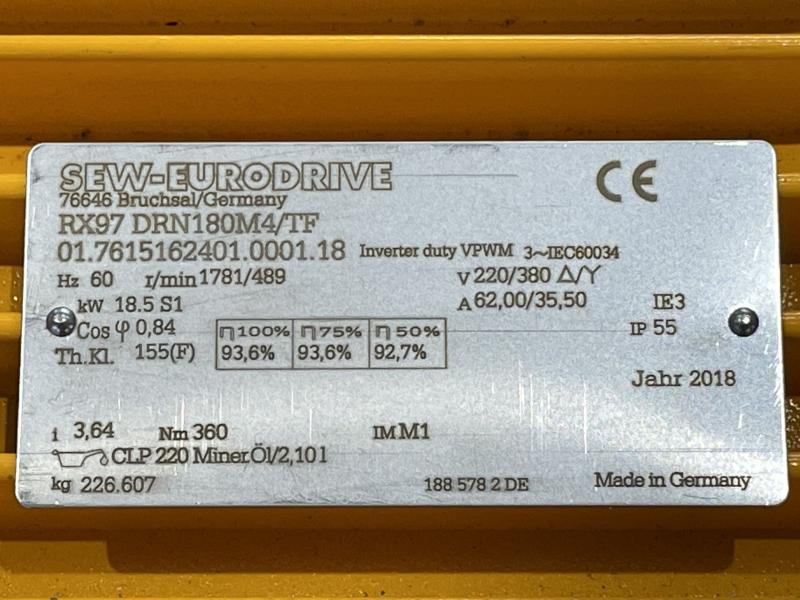 SEW-EURODRIVE
CE
76646 Bruchsal/Germany
RX97 DRN180M4/TF
01.7615162401.0001.18 Inverter duty VPWM 3~IEC60034
Hz 60 r/min 1781/489 V 220/380 Δ/Y
kW 18.5 S1 A 62,00/35,50 IE3
Cos φ 0,84 IP 55
Th.Kl. 155(F)
η100% η75% η50%
93,6% 93,6% 92,7%
Jahr 2018
i 3,64 Nm 360 IM M1
CLP 220 Miner.Öl/2,10 l
kg 226.607 188 578 2 DE Made in Germany